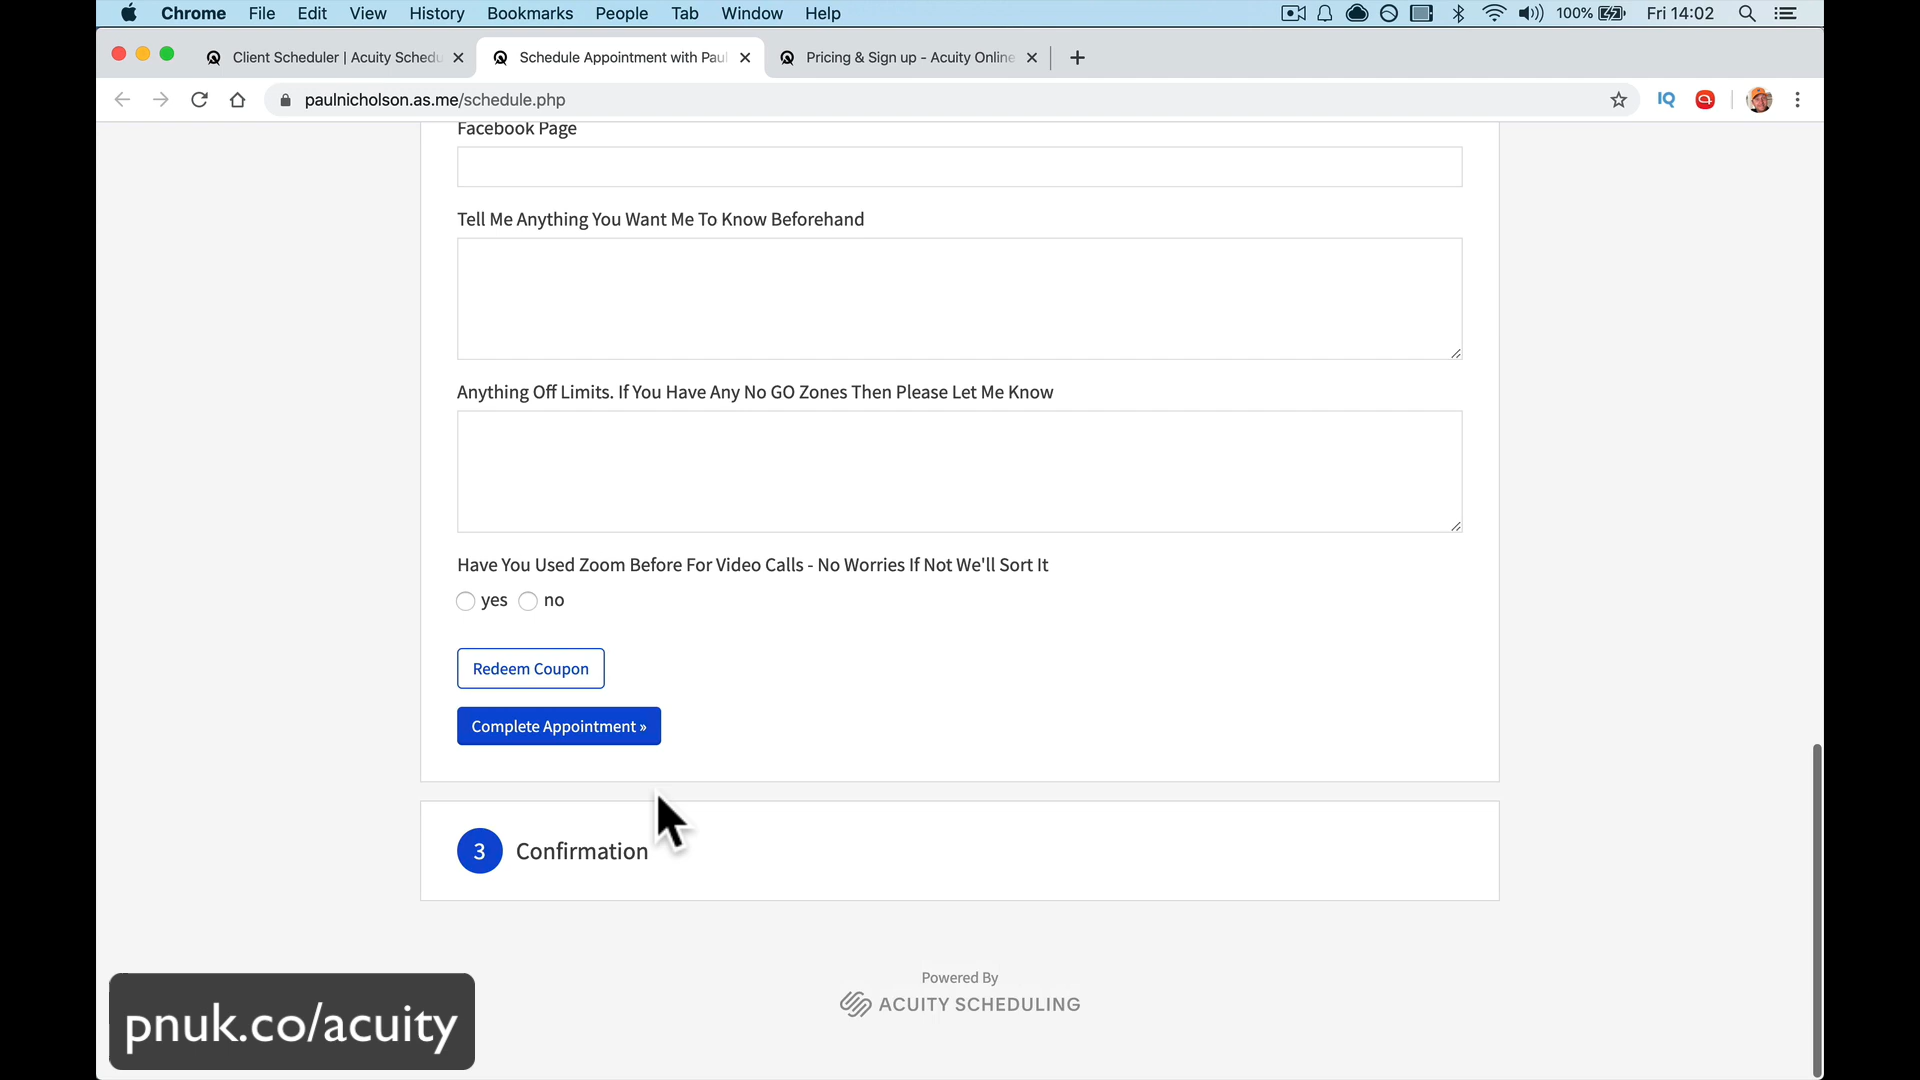 Chrome File Edit View History Bookmarks People Tab Window Help 100% Fri 14:02
Client Scheduler | Acuity Schedu Schedule Appointment with Paul Pricing & Sign up - Acuity Online
paulnicholson.as.me/schedule.php IQ
Facebook Page
Tell Me Anything You Want Me To Know Beforehand
Anything Off Limits. If You Have Any No GO Zones Then Please Let Me Know
Have You Used Zoom Before For Video Calls - No Worries If Not We'll Sort It
yes no
Redeem Coupon
Complete Appointment »
3 Confirmation
Powered By
ACUITY SCHEDULING
pnuk.co/acuity